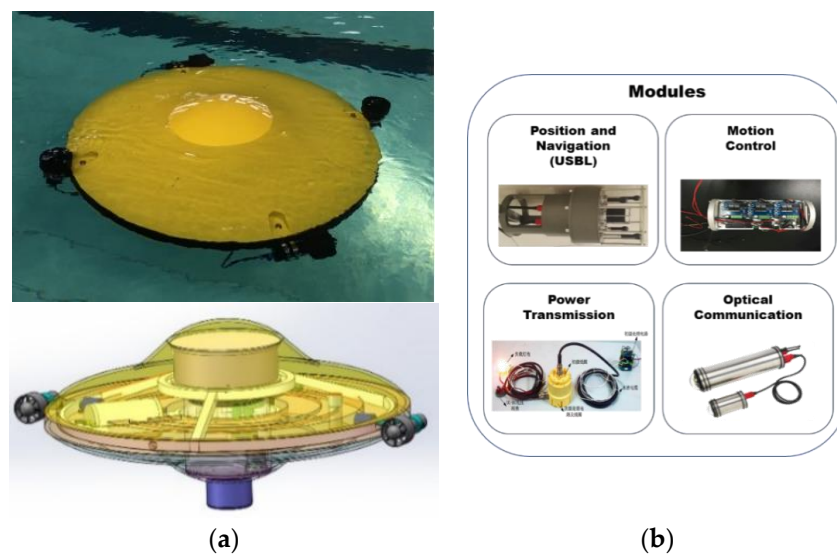 Modules
Position and
Navigation
(USBL)
Motion
Control
Power
Transmission
Optical
Communication
(a)
(b)